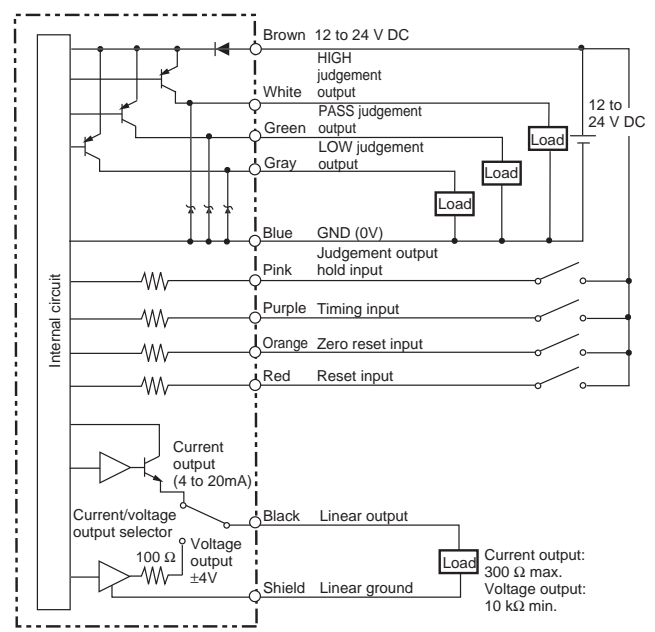 Brown 12 to 24 V DC
HIGH
judgement
White output
PASS judgement
Green output
LOW judgement
Gray output
12 to
24 V DC
Load
Load
Load
Blue GND (0V)
Judgement output
Pink hold input
Purple Timing input
Orange Zero reset input
Red Reset input
Internal circuit
Current
output
(4 to 20mA)
Black Linear output
Current/voltage
output selector
100 Ω
Voltage
output
±4V
Shield Linear ground
Load
Current output:
300 Ω max.
Voltage output:
10 kΩ min.